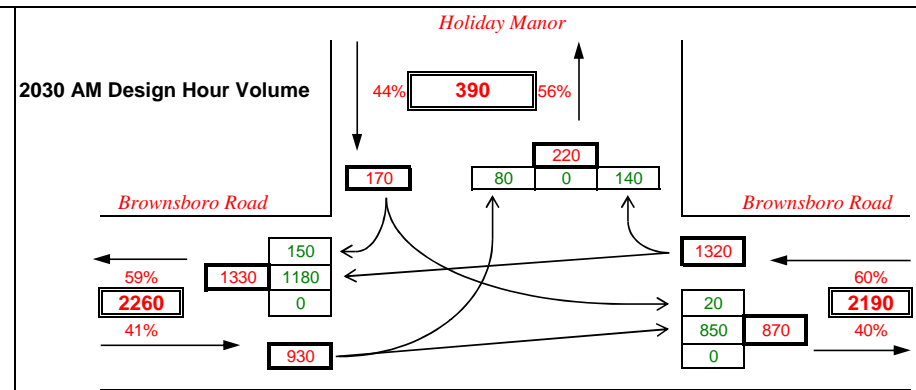 Holiday Manor
2030 AM Design Hour Volume
44% 390 56%
220
170 80 0 140
Brownsboro Road Brownsboro Road
150 1320
59% 1330 1180 60%
2260 0 20 2190
41% 850 870 40%
930 0